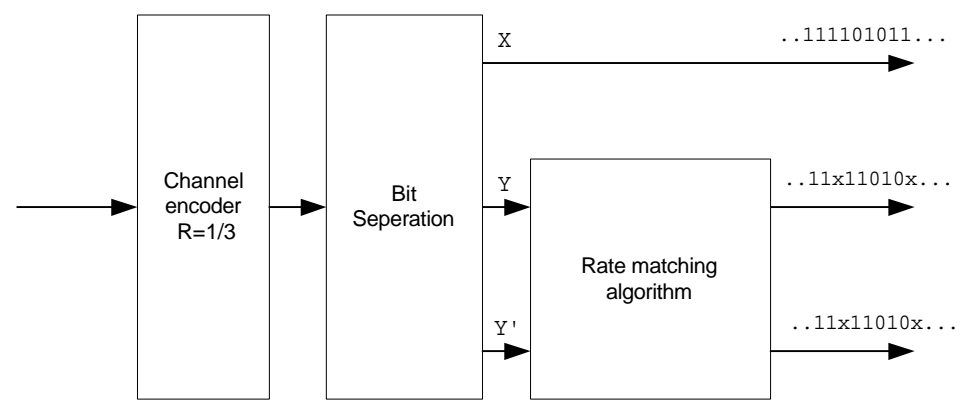 X
..111101011...
Channel
encoder
R=1/3
Bit
Seperation
Y
..11x11010x...
Rate matching
algorithm
Y'
..11x11010x...